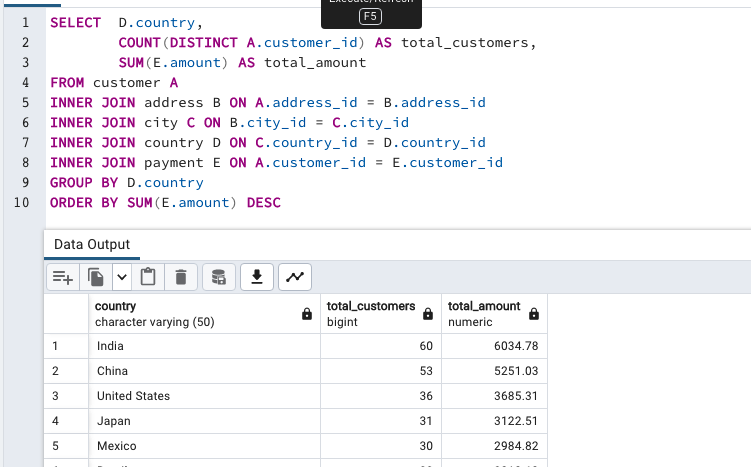 Execute/Refresh
F5
1 SELECT D.country,
2 COUNT(DISTINCT A.customer_id) AS total_customers,
3 SUM(E.amount) AS total_amount
4 FROM customer A
5 INNER JOIN address B ON A.address_id = B.address_id
6 INNER JOIN city C ON B.city_id = C.city_id
7 INNER JOIN country D ON C.country_id = D.country_id
8 INNER JOIN payment E ON A.customer_id = E.customer_id
9 GROUP BY D.country
10 ORDER BY SUM(E.amount) DESC
Data Output
country total_customers total_amount
character varying (50) bigint numeric
1 India 60 6034.78
2 China 53 5251.03
3 United States 36 3685.31
4 Japan 31 3122.51
5 Mexico 30 2984.82